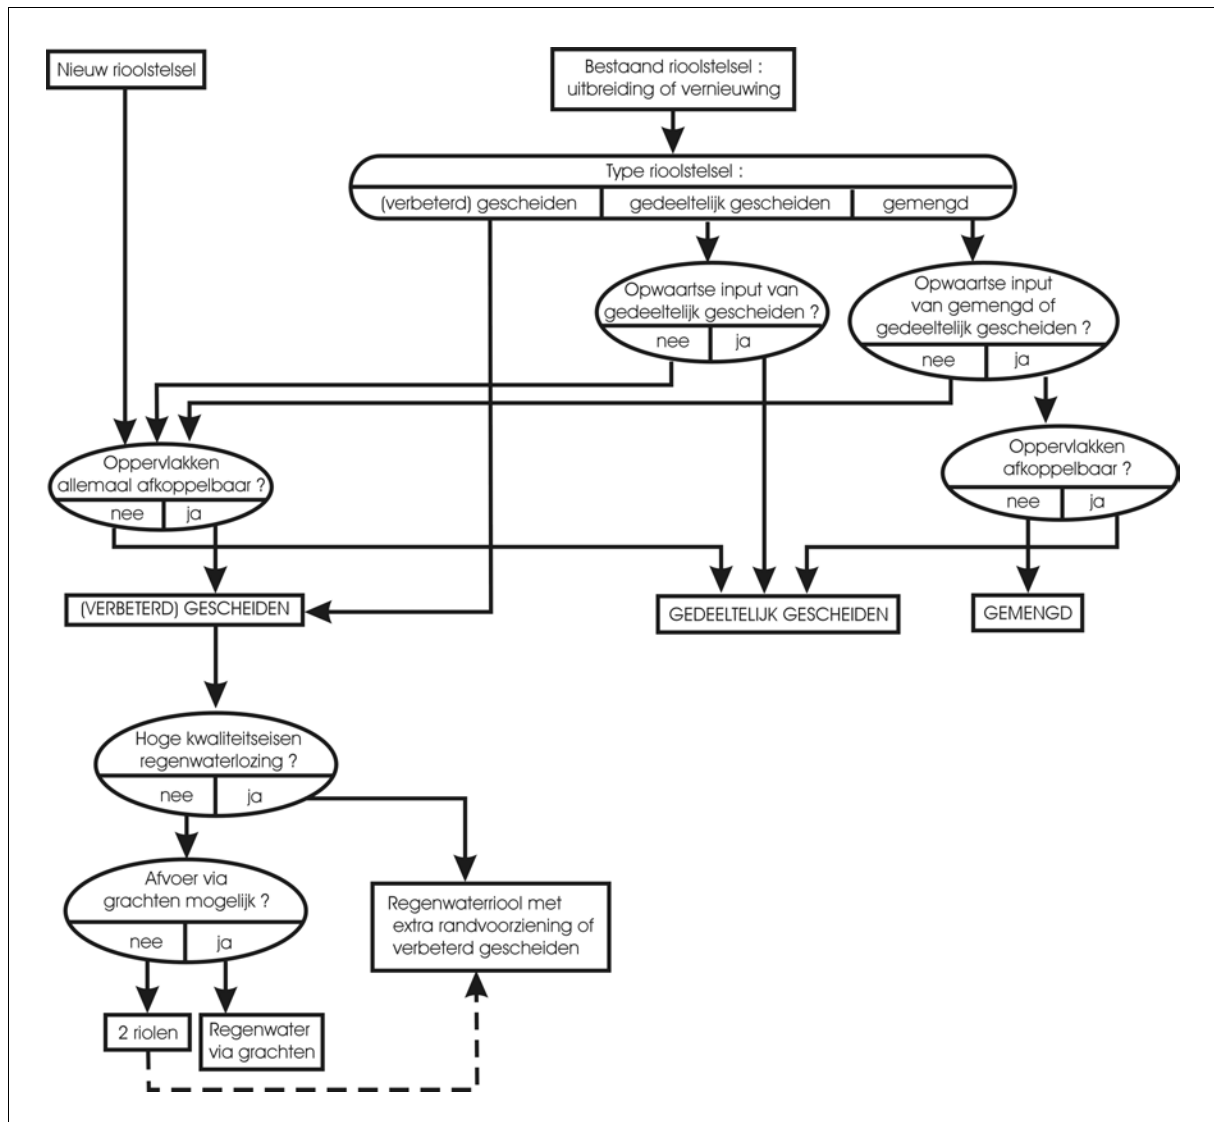 Nieuw rioolstelsel
Bestaand rioolstelsel :
uitbreiding of vernieuwing
Type rioolstelsel :
(verbeterd) gescheiden
gedeeltelijk gescheiden
gemengd
Opwaartse input van
gedeeltelijk gescheiden ?
nee
ja
Opwaartse input
van gemengd of
gedeeltelijk gescheiden ?
nee
ja
Oppervlakken
allemaal afkoppelbaar ?
nee
ja
Oppervlakken
afkoppelbaar ?
nee
ja
(VERBETERD) GESCHEIDEN
GEDEELTELIJK GESCHEIDEN
GEMENGD
Hoge kwaliteitseisen
regenwaterlozing ?
nee
ja
Afvoer via
grachten mogelijk ?
nee
ja
Regenwaterriool met
extra randvoorziening of
verbeterd gescheiden
2 riolen
Regenwater
via grachten